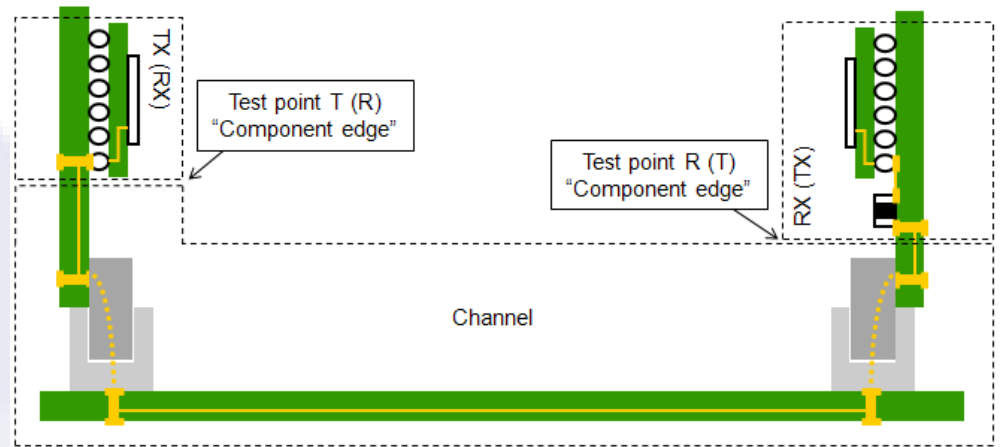 TX (RX)
Test point T (R)
“Component edge”
Test point R (T)
“Component edge”
RX (TX)
Channel